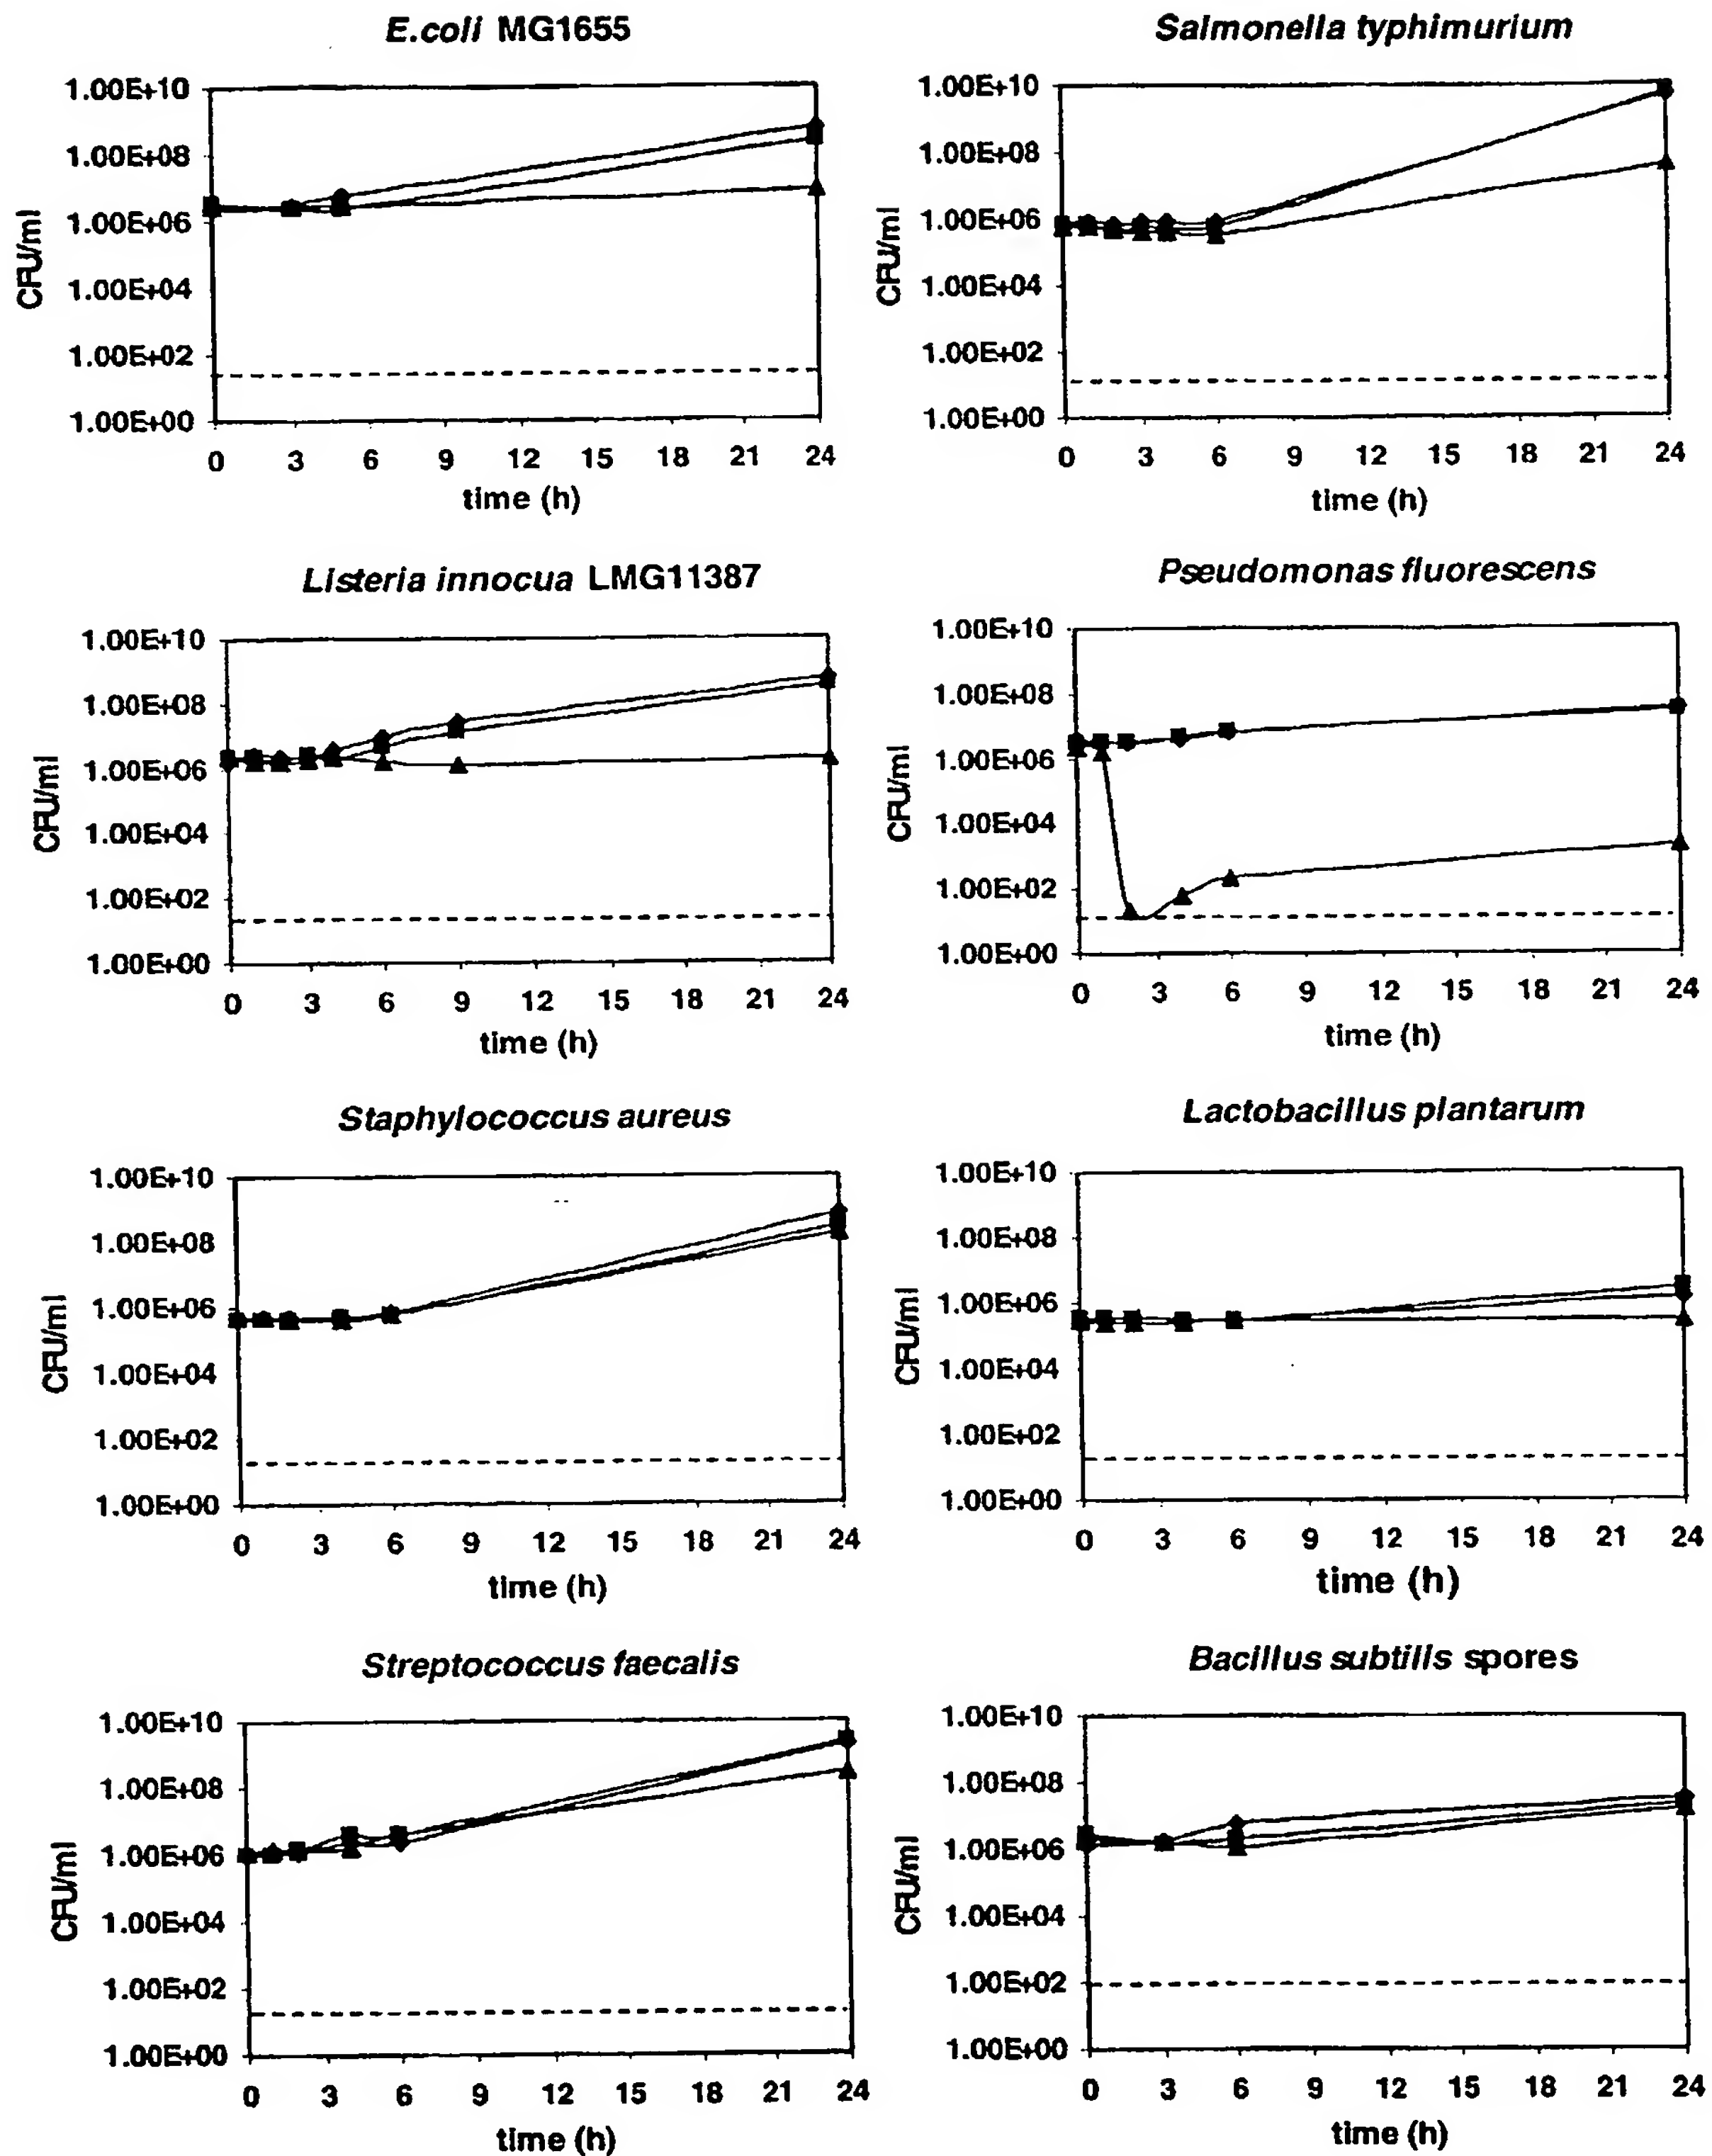 E.coli MG1655
1.00E+10
1.00E+08
1.00E+06
1.00E+04
1.00E+02
1.00E+00
CFU/ml
0 3 6 9 12 15 18 21 24
time (h)
Salmonella typhimurium
1.00E+10
1.00E+08
1.00E+06
1.00E+04
1.00E+02
1.00E+00
CFU/ml
0 3 6 9 12 15 18 21 24
time (h)
Listeria innocua LMG11387
1.00E+10
1.00E+08
1.00E+06
1.00E+04
1.00E+02
1.00E+00
CFU/ml
0 3 6 9 12 15 18 21 24
time (h)
Pseudomonas fluorescens
1.00E+10
1.00E+08
1.00E+06
1.00E+04
1.00E+02
1.00E+00
CFU/ml
0 3 6 9 12 15 18 21 24
time (h)
Staphylococcus aureus
1.00E+10
1.00E+08
1.00E+06
1.00E+04
1.00E+02
1.00E+00
CFU/ml
0 3 6 9 12 15 18 21 24
time (h)
Lactobacillus plantarum
1.00E+10
1.00E+08
1.00E+06
1.00E+04
1.00E+02
1.00E+00
CFU/ml
0 3 6 9 12 15 18 21 24
time (h)
Streptococcus faecalis
1.00E+10
1.00E+08
1.00E+06
1.00E+04
1.00E+02
1.00E+00
CFU/ml
0 3 6 9 12 15 18 21 24
time (h)
Bacillus subtilis spores
1.00E+10
1.00E+08
1.00E+06
1.00E+04
1.00E+02
1.00E+00
CFU/ml
0 3 6 9 12 15 18 21 24
time (h)